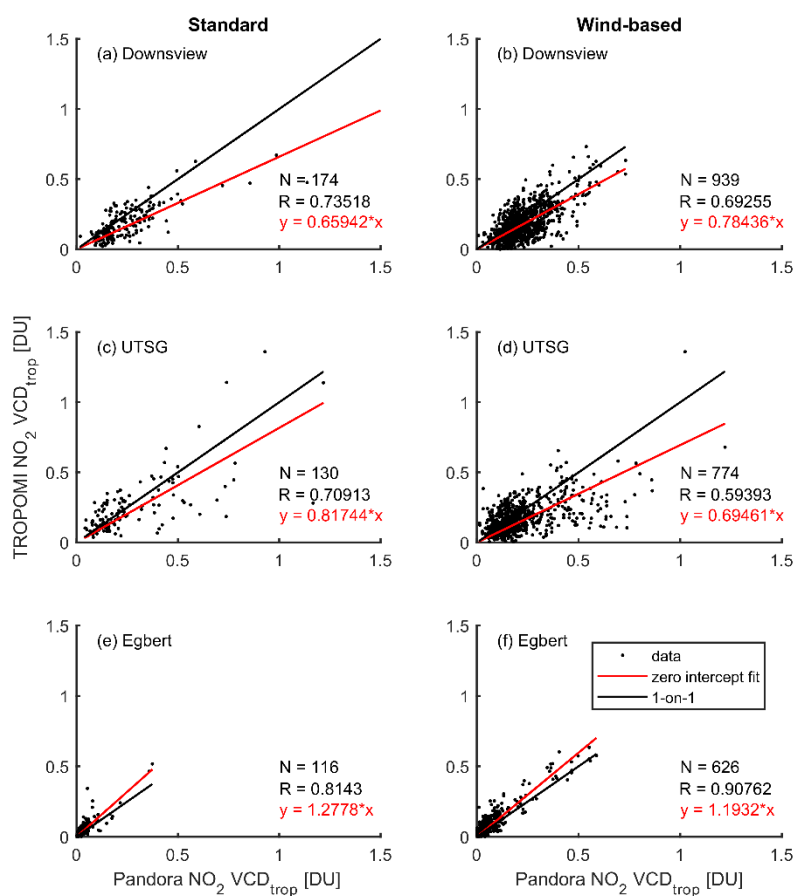 Standard
Wind-based
1.5
1
0.5
0
(a) Downsview
N = 174
R = 0.73518
y = 0.65942*x
0 0.5 1 1.5
1.5
1
0.5
0
(b) Downsview
N = 939
R = 0.69255
y = 0.78436*x
0 0.5 1 1.5
TROPOMI NO2 VCDtrop [DU]
1.5
1
0.5
0
(c) UTSG
N = 130
R = 0.70913
y = 0.81744*x
0 0.5 1 1.5
1.5
1
0.5
0
(d) UTSG
N = 774
R = 0.59393
y = 0.69461*x
0 0.5 1 1.5
1.5
1
0.5
0
(e) Egbert
N = 116
R = 0.8143
y = 1.2778*x
0 0.5 1 1.5
Pandora NO2 VCDtrop [DU]
1.5
1
0.5
0
(f) Egbert
data
zero intercept fit
1-on-1
N = 626
R = 0.90762
y = 1.1932*x
0 0.5 1 1.5
Pandora NO2 VCDtrop [DU]